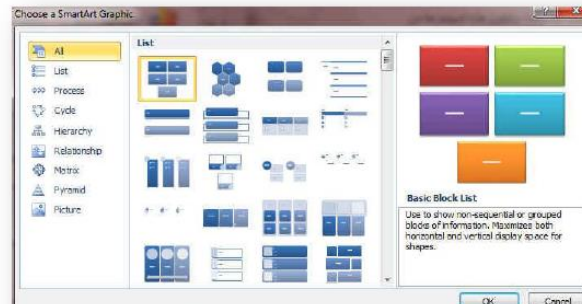 Choose a SmartArt Graphic
All
List
Process
Cycle
Hierarchy
Relationship
Matrix
Pyramid
Picture
List
Basic Block List
Use to show non-sequential or grouped
blocks of information. Maximizes both
horizontal and vertical display space for
shapes.
OK
Cancel